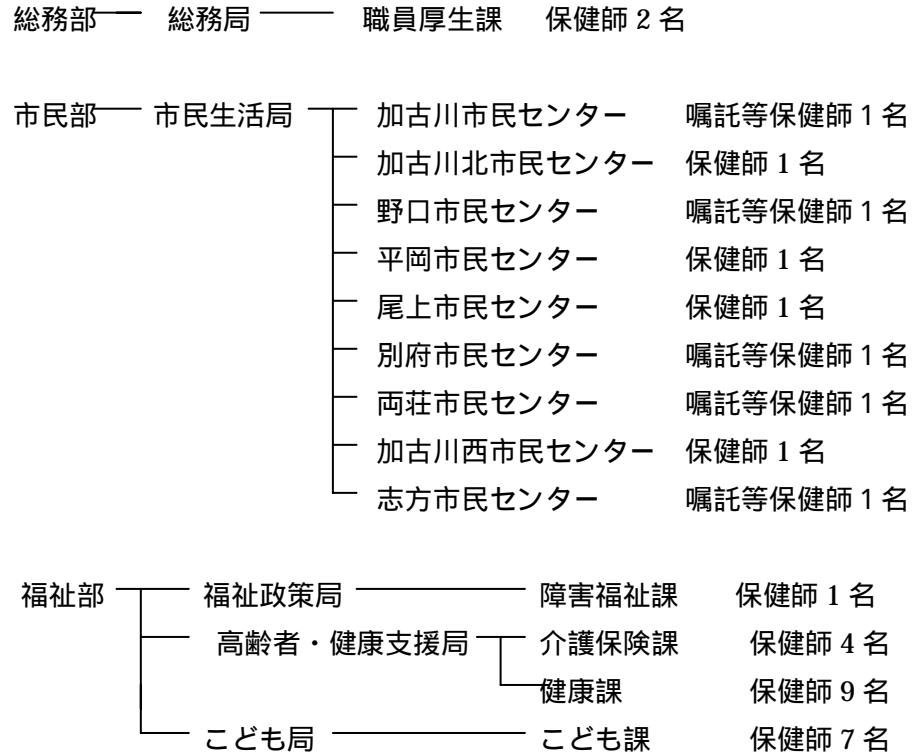 総務部 総務局 職員厚生課 保健師 2 名
市民部 市民生活局 加古川市民センター 嘱託等保健師 1 名
加古川北市民センター 保健師 1 名
野口市民センター 嘱託等保健師 1 名
平岡市民センター 保健師 1 名
尾上市民センター 保健師 1 名
別府市民センター 嘱託等保健師 1 名
両荘市民センター 嘱託等保健師 1 名
加古川西市民センター 保健師 1 名
志方市民センター 嘱託等保健師 1 名
福祉部 福祉政策局 障害福祉課 保健師 1 名
高齢者・健康支援局 介護保険課 保健師 4 名
健康課 保健師 9 名
こども局 こども課 保健師 7 名